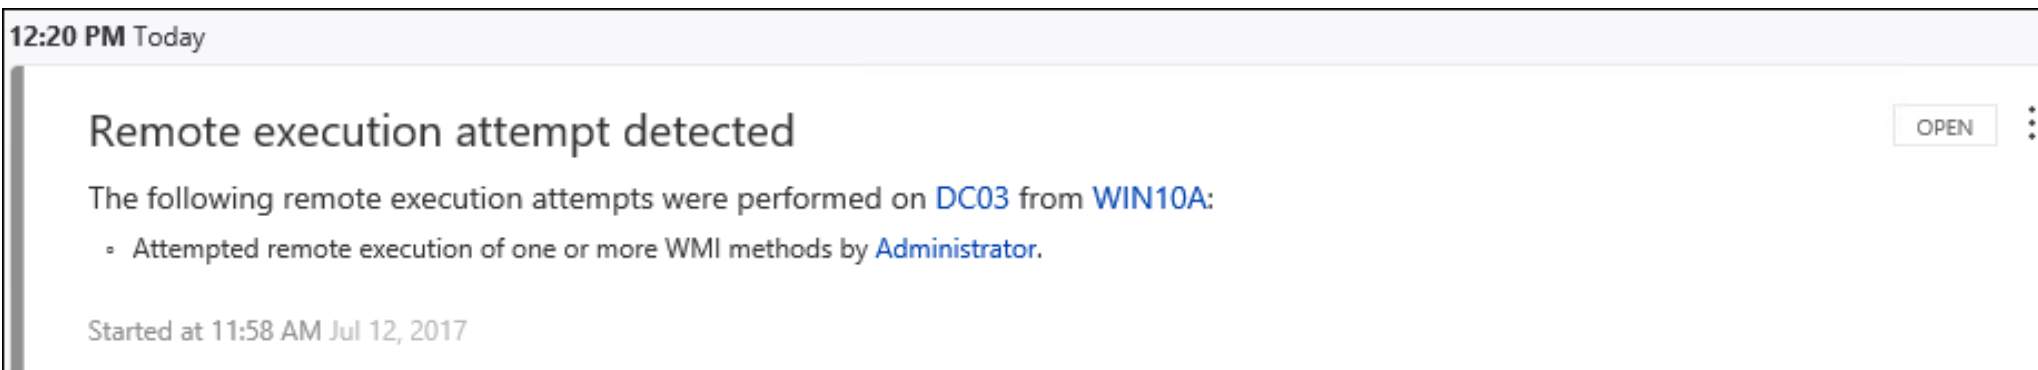 12:20 PM Today
Remote execution attempt detected
OPEN
The following remote execution attempts were performed on DC03 from WIN10A:
◦ Attempted remote execution of one or more WMI methods by Administrator.
Started at 11:58 AM Jul 12, 2017